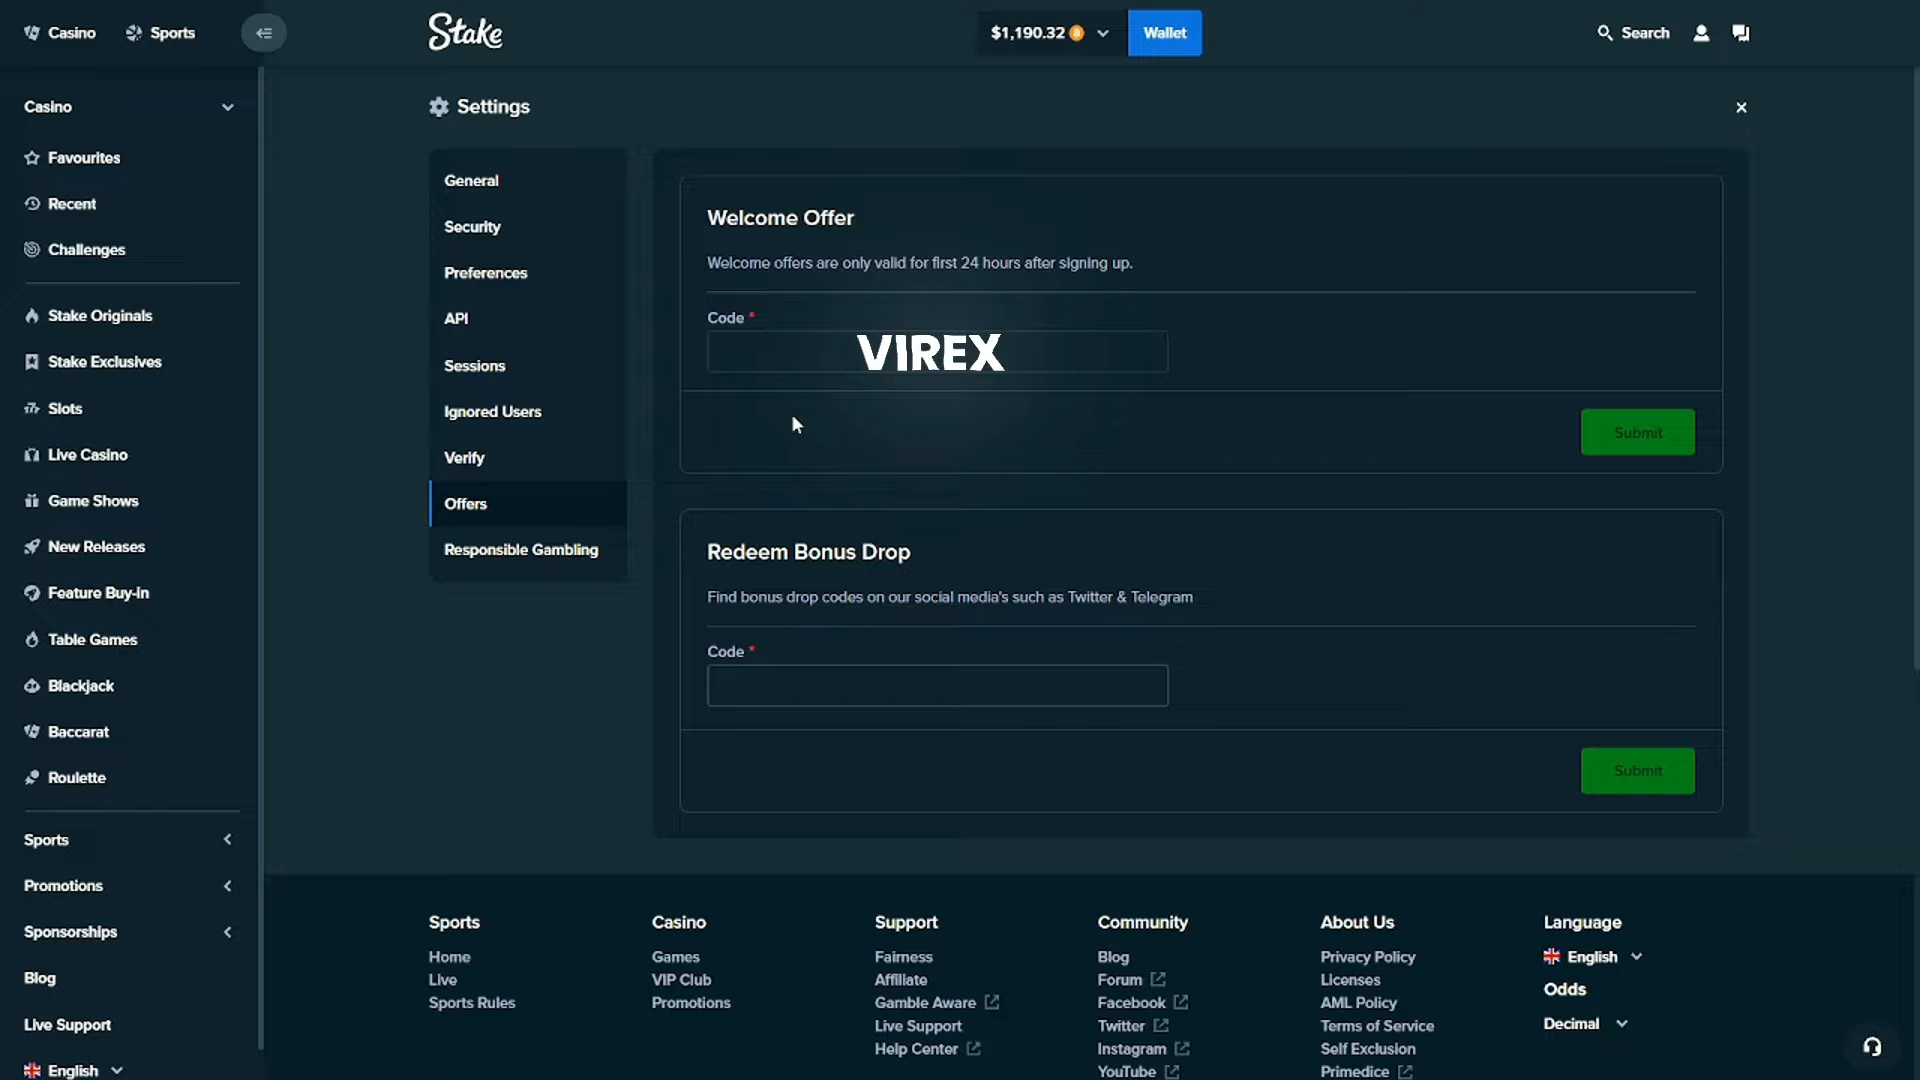 Casino
Sports
Stake
$1,190.32
Wallet
Search
Casino
Favourites
Recent
Challenges
Stake Originals
Stake Exclusives
Slots
Live Casino
Game Shows
New Releases
Feature Buy-in
Table Games
Blackjack
Baccarat
Roulette
Sports
Promotions
Sponsorships
Blog
Live Support
English
Settings
General
Security
Preferences
API
Sessions
Ignored Users
Verify
Offers
Responsible Gambling
Welcome Offer
Welcome offers are only valid for first 24 hours after signing up.
Code *
VIREX
Submit
Redeem Bonus Drop
Find bonus drop codes on our social media's such as Twitter & Telegram
Code *
Submit
Sports
Home
Live
Sports Rules
Casino
Games
VIP Club
Promotions
Support
Fairness
Affiliate
Gamble Aware
Live Support
Help Center
Community
Blog
Forum
Facebook
Twitter
Instagram
YouTube
About Us
Privacy Policy
Licenses
AML Policy
Terms of Service
Self Exclusion
Primedice
Language
English
Odds
Decimal